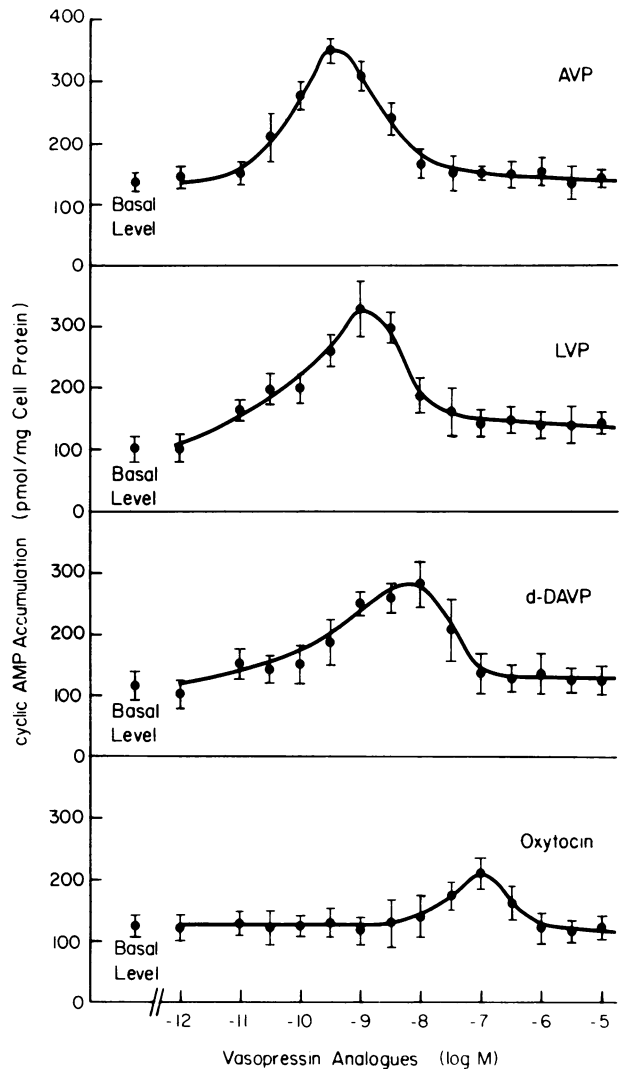 400
300
200
100
0
AVP
Basal
Level
300
200
100
0
LVP
Basal
Level
300
200
100
0
d-DAVP
Basal
Level
300
200
100
0
Oxytocin
Basal
Level
-12 -11 -10 -9 -8 -7 -6 -5
Vasopressin Analogues (log M)
cyclic AMP Accumulation (pmol/mg Cell Protein)